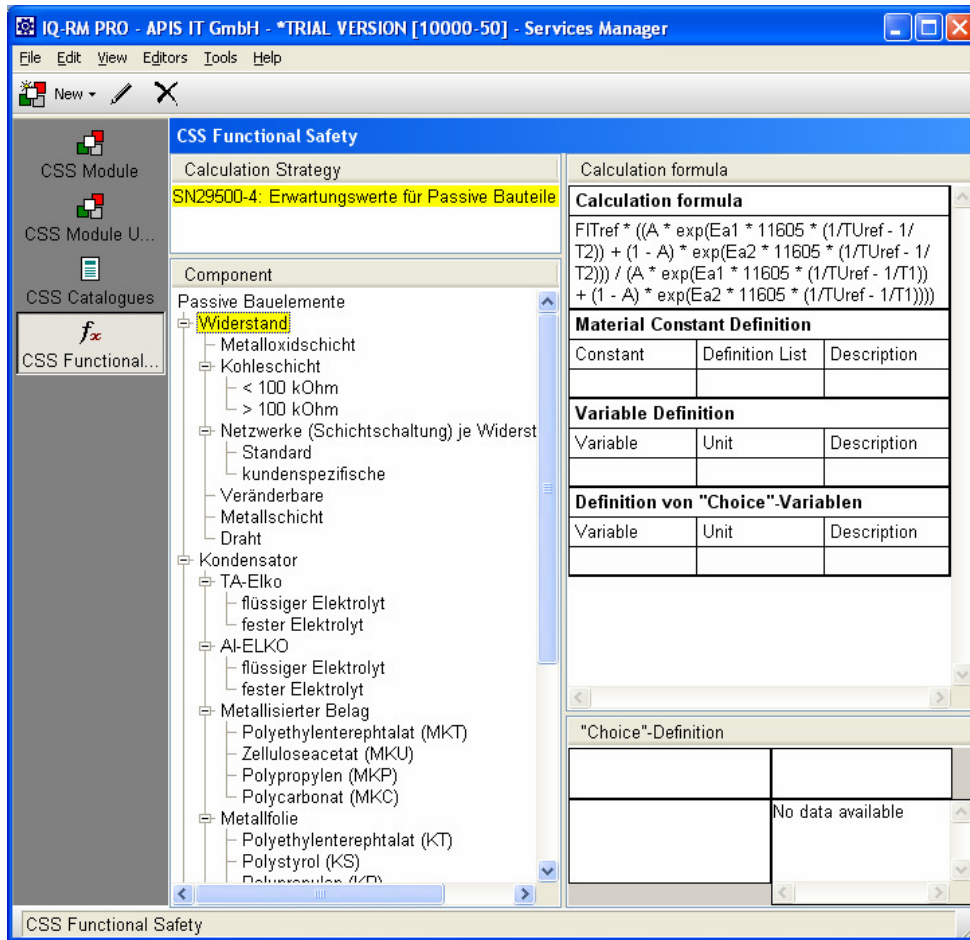 IQ-RM PRO - APIS IT GmbH - *TRIAL VERSION [10000-50] - Services Manager
File Edit View Editors Tools Help
New
CSS Module
CSS Module U...
CSS Catalogues
fx
CSS Functional...
CSS Functional Safety
Calculation Strategy
SN29500-4: Erwartungswerte für Passive Bauteile
Component
Passive Bauelemente
Widerstand
Metalloxidschicht
Kohleschicht
< 100 kOhm
> 100 kOhm
Netzwerke (Schichtschaltung) je Widerst
Standard
kundenspezifische
Veränderbare
Metallschicht
Draht
Kondensator
TA-Elko
flüssiger Elektrolyt
fester Elektrolyt
Al-ELKO
flüssiger Elektrolyt
fester Elektrolyt
Metallisierter Belag
Polyethylenterephtalat (MKT)
Zelluloseacetat (MKU)
Polypropylen (MKP)
Polycarbonat (MKC)
Metallfolie
Polyethylenterephtalat (KT)
Polystyrol (KS)
Polypropylen (KP)
Calculation formula
Calculation formula
FITref * ((A * exp(Ea1 * 11605 * (1/TUref - 1/
T2)) + (1 - A) * exp(Ea2 * 11605 * (1/TUref - 1/
T2))) / (A * exp(Ea1 * 11605 * (1/TUref - 1/T1))
+ (1 - A) * exp(Ea2 * 11605 * (1/TUref - 1/T1))))
Material Constant Definition
Constant Definition List Description
Variable Definition
Variable Unit Description
Definition von "Choice"-Variablen
Variable Unit Description
"Choice"-Definition
No data available
CSS Functional Safety